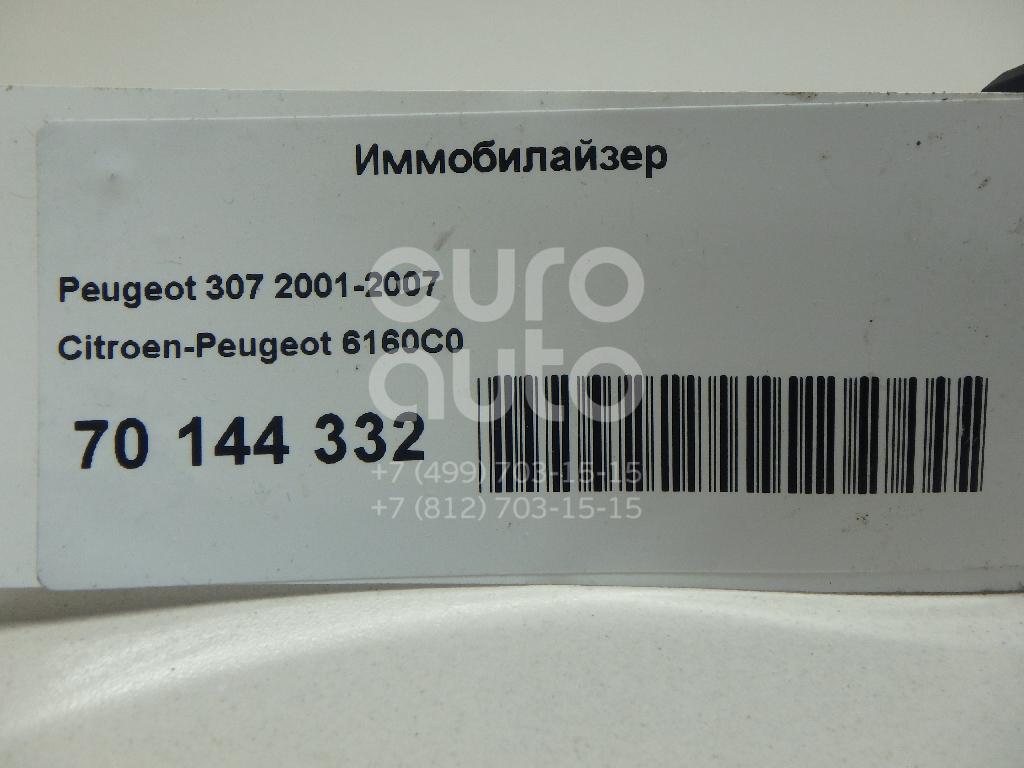 Иммобилайзер
Peugeot 307 2001-2007
Citroen-Peugeot 6160C0
euro
auto
70 144 332
+7 (499) 703-15-15
+7 (812) 703-15-15